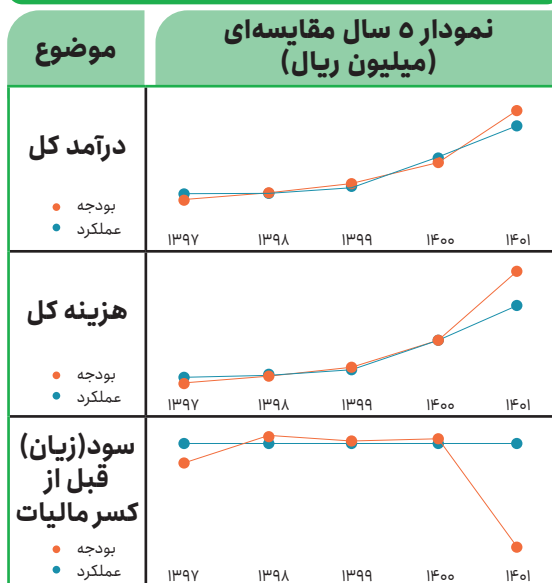 موضوع
نمودار ۵ سال مقایسه‌ای
(میلیون ریال)
درآمد کل
بودجه
عملکرد
۱۳۹۷ ۱۳۹۸ ۱۳۹۹ ۱۴۰۰ ۱۴۰۱
هزینه کل
بودجه
عملکرد
۱۳۹۷ ۱۳۹۸ ۱۳۹۹ ۱۴۰۰ ۱۴۰۱
سود(زیان)
قبل از
کسر مالیات
بودجه
عملکرد
۱۳۹۷ ۱۳۹۸ ۱۳۹۹ ۱۴۰۰ ۱۴۰۱